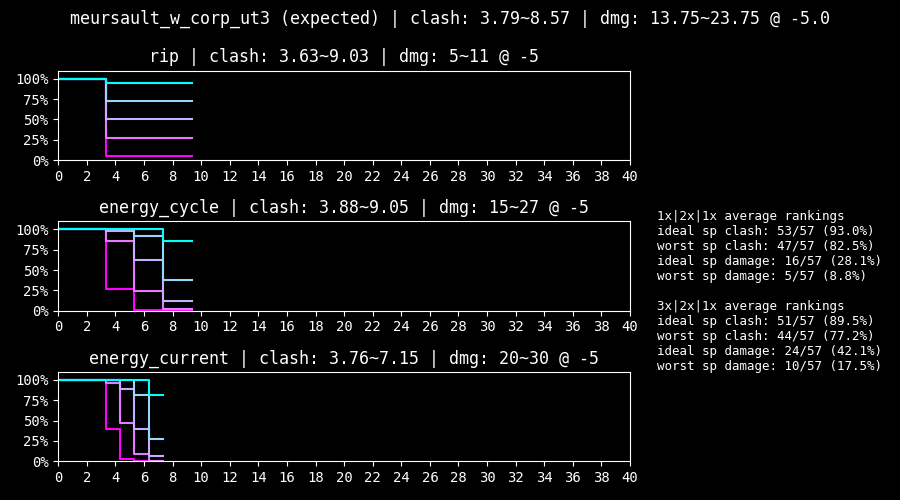 meursault_w_corp_ut3 (expected) | clash: 3.79~8.57 | dmg: 13.75~23.75 @ -5.0
rip | clash: 3.63~9.03 | dmg: 5~11 @ -5
100%
75%
50%
25%
0%
0 2 4 6 8 10 12 14 16 18 20 22 24 26 28 30 32 34 36 38 40
energy_cycle | clash: 3.88~9.05 | dmg: 15~27 @ -5
100%
75%
50%
25%
0%
0 2 4 6 8 10 12 14 16 18 20 22 24 26 28 30 32 34 36 38 40
energy_current | clash: 3.76~7.15 | dmg: 20~30 @ -5
100%
75%
50%
25%
0%
0 2 4 6 8 10 12 14 16 18 20 22 24 26 28 30 32 34 36 38 40
1x|2x|1x average rankings
ideal sp clash: 53/57 (93.0%)
worst sp clash: 47/57 (82.5%)
ideal sp damage: 16/57 (28.1%)
worst sp damage: 5/57 (8.8%)
3x|2x|1x average rankings
ideal sp clash: 51/57 (89.5%)
worst sp clash: 44/57 (77.2%)
ideal sp damage: 24/57 (42.1%)
worst sp damage: 10/57 (17.5%)